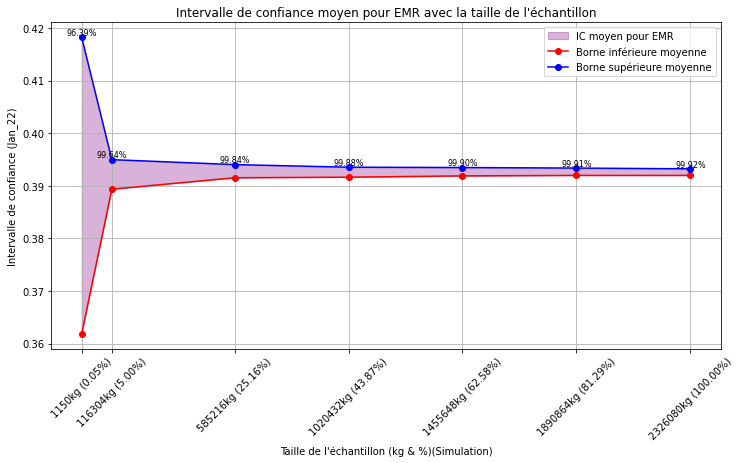 Intervalle de confiance moyen pour EMR avec la taille de l'échantillon
IC moyen pour EMR
Borne inférieure moyenne
Borne supérieure moyenne
96.39%
99.64%
99.84%
99.88%
99.90%
99.91%
99.92%
Intervalle de confiance (Jan_22)
0.42
0.41
0.40
0.39
0.38
0.37
0.36
1150kg (0.05%)
116304kg (5.00%)
585216kg (25.16%)
1020432kg (43.87%)
1455648kg (62.58%)
1890864kg (81.29%)
2326080kg (100.00%)
Taille de l'échantillon (kg & %)(Simulation)